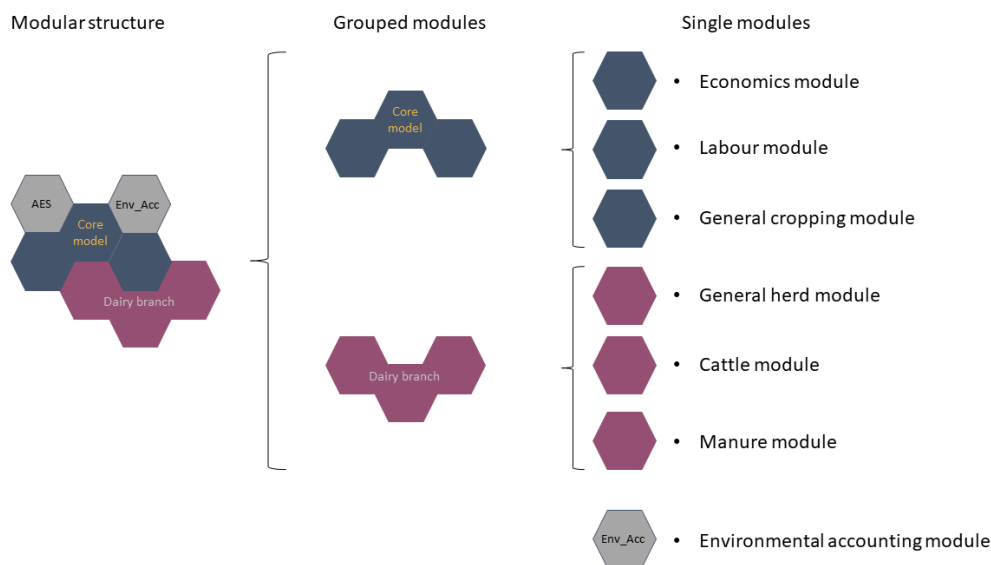 Modular structure
Grouped modules
Single modules
AES
Env_Acc
Core
model
Dairy branch
Core
model
Dairy branch
• Economics module
• Labour module
• General cropping module
• General herd module
• Cattle module
• Manure module
Env_Acc
• Environmental accounting module